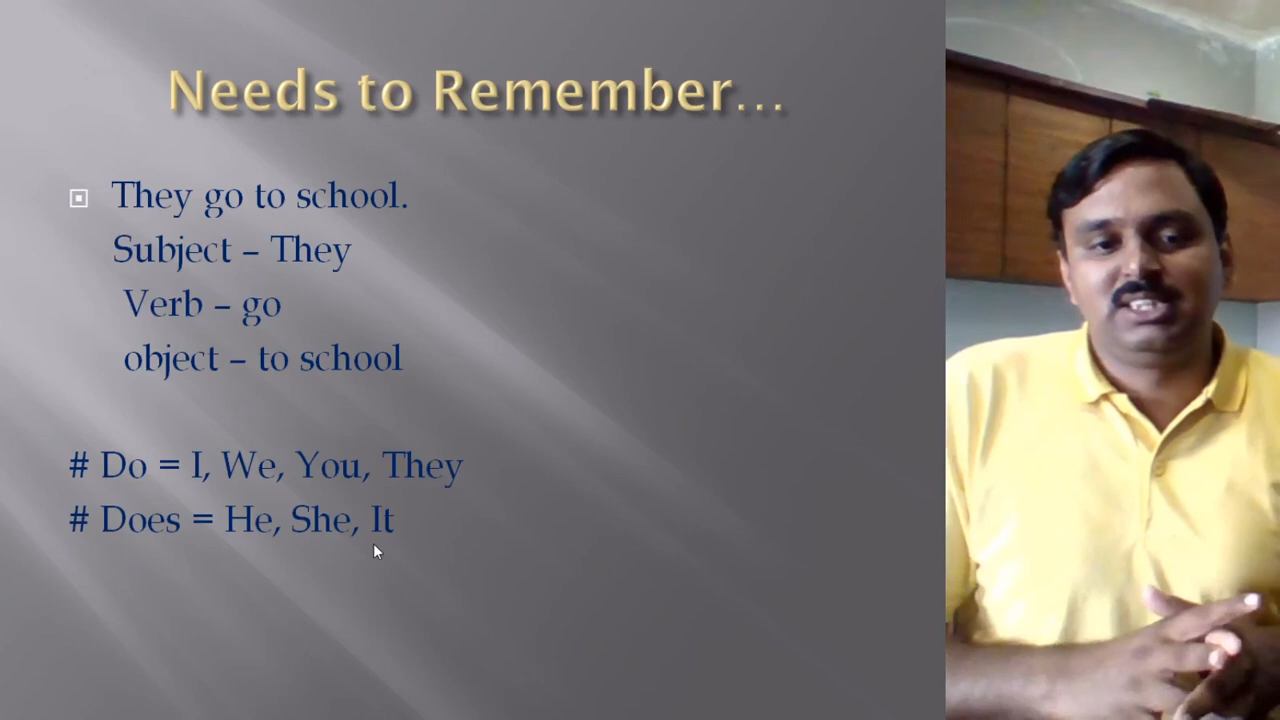 Needs to Remember...
They go to school.
Subject – They
Verb – go
object – to school
# Do = I, We, You, They
# Does = He, She, It